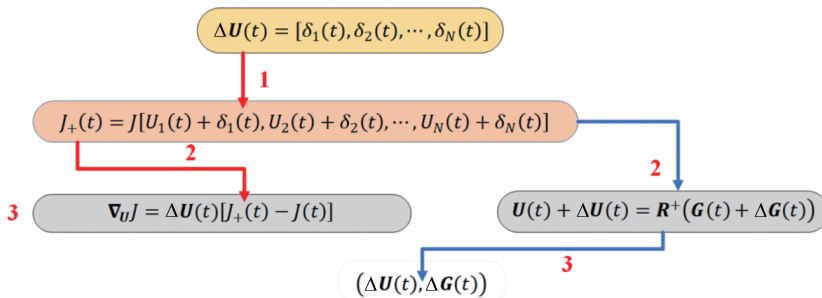 Δ𝑼(t) = [δ₁(t), δ₂(t), ⋯, δ_N(t)]
1
J₊(t) = J[U₁(t) + δ₁(t), U₂(t) + δ₂(t), ⋯, U_N(t) + δ_N(t)]
2
2
3
∇_𝑼J = Δ𝑼(t)[J₊(t) − J(t)]
𝑼(t) + Δ𝑼(t) = 𝑹⁺(𝑮(t) + Δ𝑮(t))
3
(Δ𝑼(t), Δ𝑮(t))